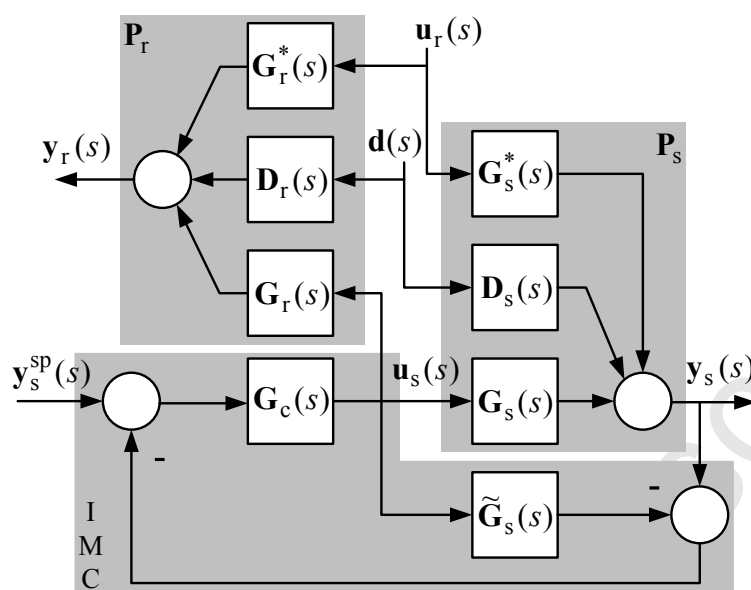 P_r
u_r(s)
G_r^*(s)
y_r(s)
d(s)
P_s
D_r(s)
G_s^*(s)
G_r(s)
D_s(s)
y_s^sp(s)
G_c(s)
u_s(s)
G_s(s)
y_s(s)
-
-
G̃_s(s)
I
M
C